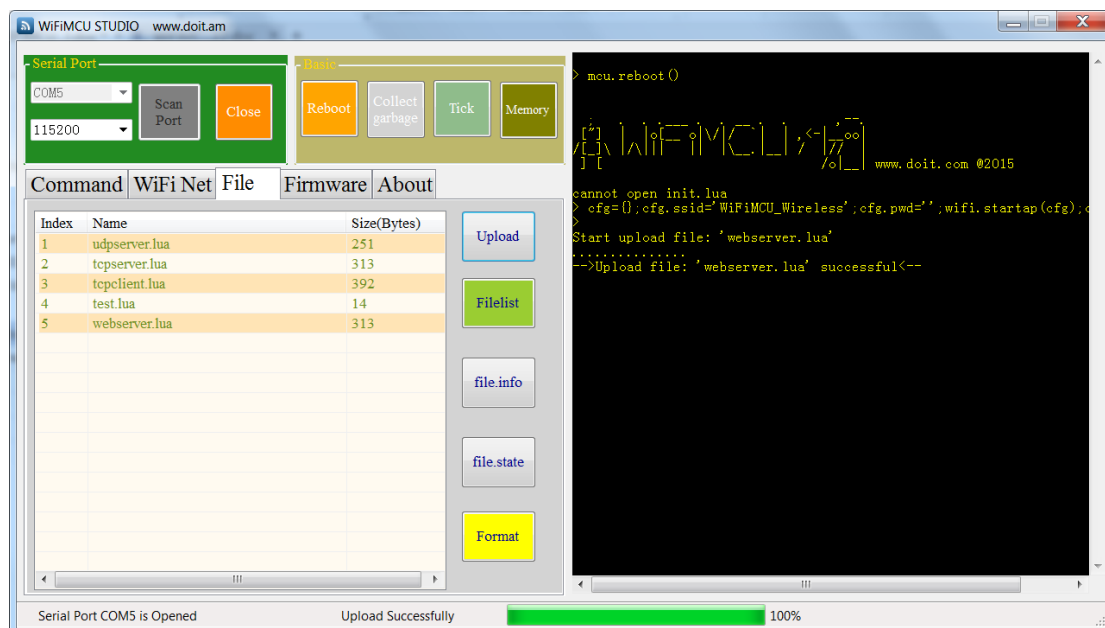 WiFiMCU STUDIO www.doit.am
Serial Port
COM5
115200
Scan Port
Close
Basic
Reboot
Collect garbage
Tick
Memory
Command
WiFi Net
File
Firmware
About
Index Name Size(Bytes)
1 udpserver.lua 251
2 tcpserver.lua 313
3 tcpclient.lua 392
4 test.lua 14
5 webserver.lua 313
Upload
Filelist
file.info
file.state
Format
> mcu.reboot()
www.doit.com @2015
cannot open init.lua
> cfg={};cfg.ssid='WiFiMCU_Wireless';cfg.pwd='';wifi.startap(cfg);
>
Start upload file: 'webserver.lua'
...............
-->Upload file: 'webserver.lua' successful<--
Serial Port COM5 is Opened
Upload Successfully
100%